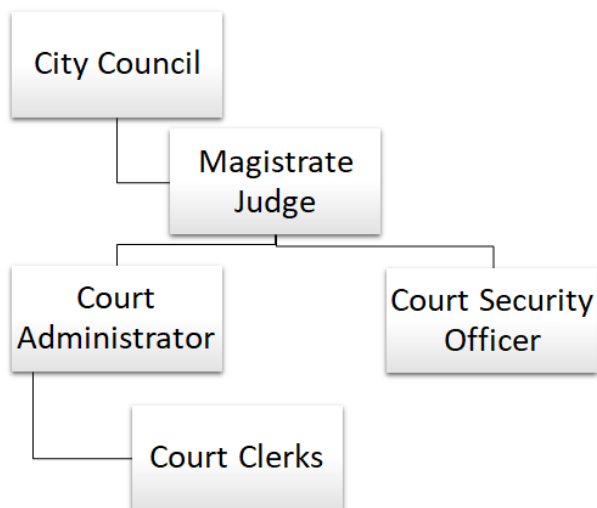 City Council
Magistrate
Judge
Court
Administrator
Court Security
Officer
Court Clerks